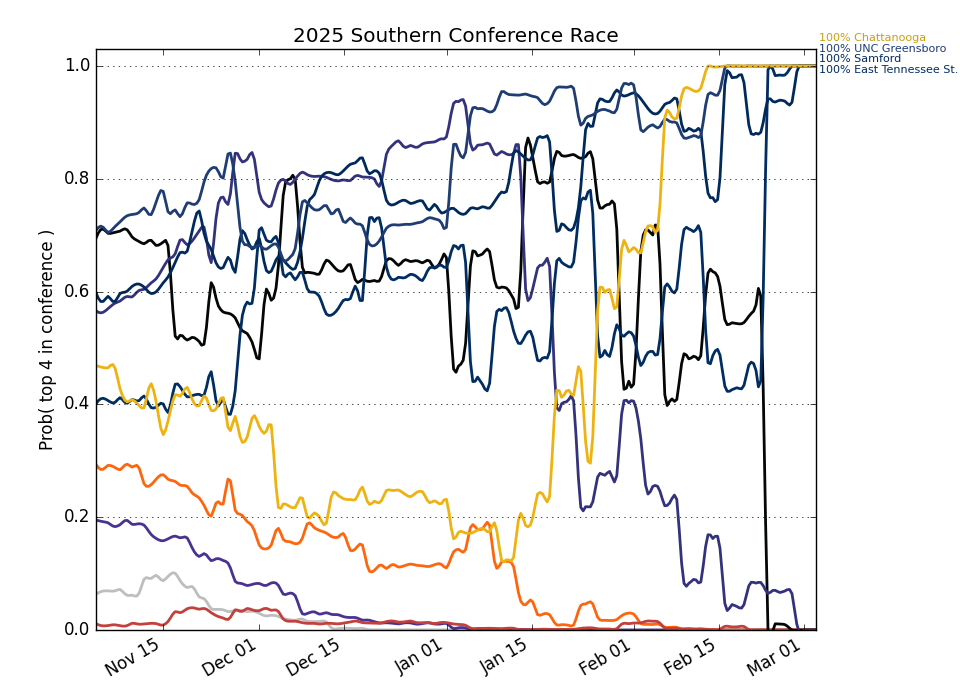 2025 Southern Conference Race
100% Chattanooga
100% UNC Greensboro
100% Samford
100% East Tennessee St.
Prob( top 4 in conference )
1.0
0.8
0.6
0.4
0.2
0.0
Nov 15
Dec 01
Dec 15
Jan 01
Jan 15
Feb 01
Feb 15
Mar 01